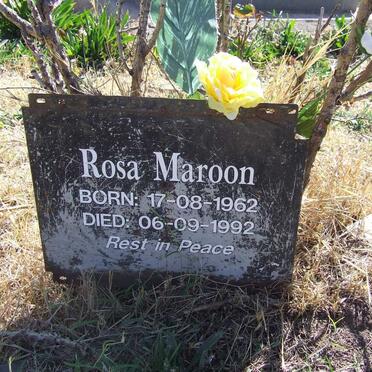 Rosa Maroon
BORN: 17-08-1962
DIED: 06-09-1992
Rest in Peace